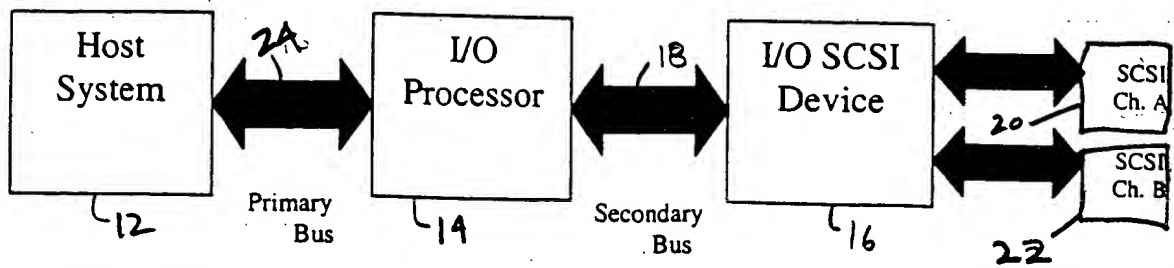 Host
System
24
I/O
Processor
18
I/O SCSI
Device
SCSI
Ch. A
20
SCSI
Ch. B
22
12
Primary
Bus
14
Secondary
Bus
16